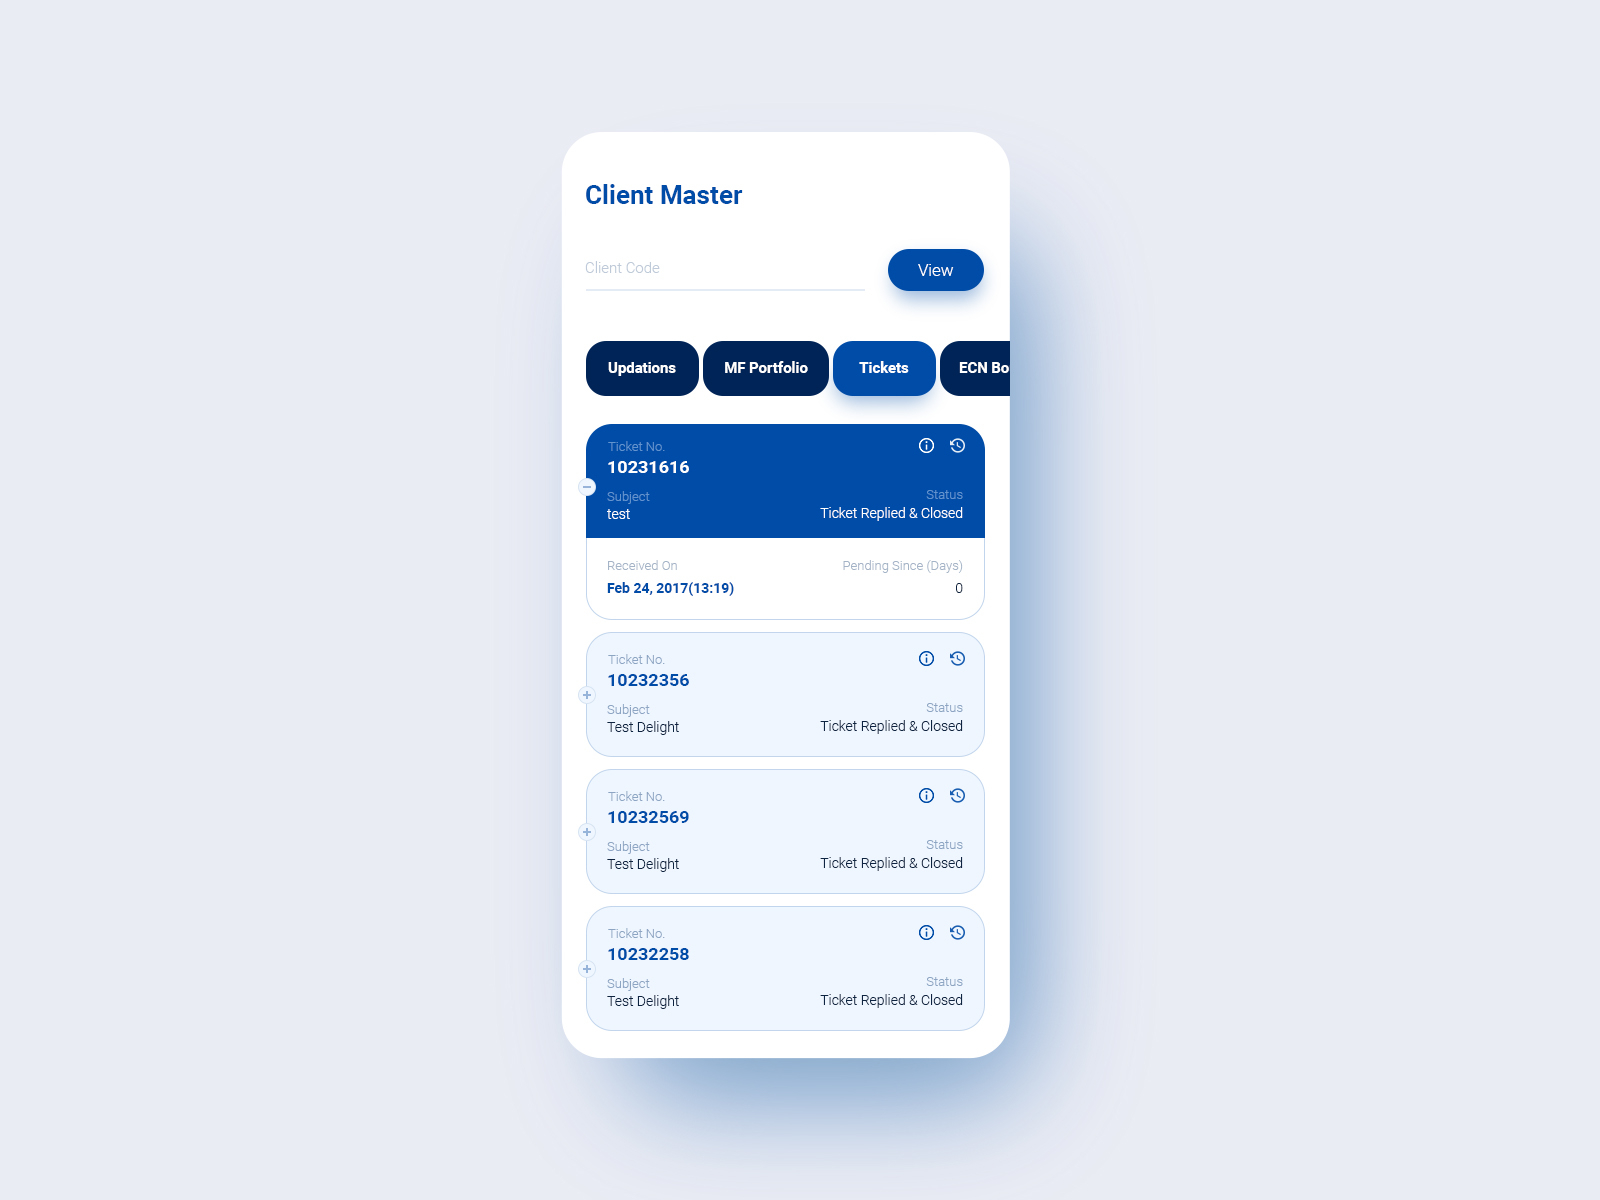 Client Master
Client Code
View
Updations MF Portfolio Tickets ECN Bo
Ticket No.
10231616
Subject Status
test Ticket Replied & Closed
Received On Pending Since (Days)
Feb 24, 2017(13:19) 0
Ticket No.
10232356
Subject Status
Test Delight Ticket Replied & Closed
Ticket No.
10232569
Subject Status
Test Delight Ticket Replied & Closed
Ticket No.
10232258
Subject Status
Test Delight Ticket Replied & Closed